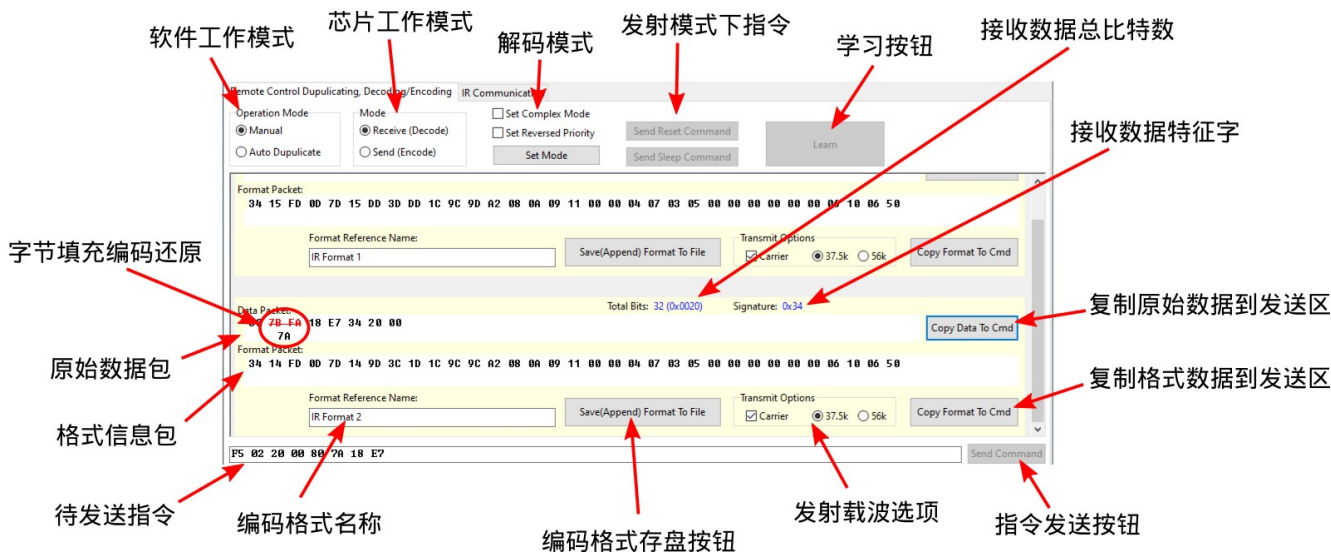 软件工作模式
芯片工作模式
解码模式
发射模式下指令
学习按钮
接收数据总比特数
接收数据特征字
Remote Control Dupulicating, Decoding/Encoding
IR Communication
Operation Mode
Manual
Auto Dupulicate
Mode
Receive (Decode)
Send (Encode)
Set Complex Mode
Set Reversed Priority
Set Mode
Send Reset Command
Send Sleep Command
Learn
Format Packet:
34 15 FD 0D 7D 15 DD 3D DD 1C 9C 9D A2 08 0A 09 11 00 00 04 07 03 05 00 00 00 00 00 00 06 10 06 50
Format Reference Name:
IR Format 1
Save(Append) Format To File
Transmit Options
Carrier
37.5k
56k
Copy Format To Cmd
字节填充编码还原
Data Packet:
Total Bits: 32 (0x0020)
Signature: 0x34
7B FA 18 E7 34 20 00
7A
Copy Data To Cmd
复制原始数据到发送区
原始数据包
Format Packet:
34 14 FD 0D 7D 14 9D 3C 1D 1C 9C 9C A2 08 0A 09 11 00 00 04 07 03 05 00 00 00 00 00 00 06 10 06 50
复制格式数据到发送区
格式信息包
Format Reference Name:
IR Format 2
Save(Append) Format To File
Transmit Options
Carrier
37.5k
56k
Copy Format To Cmd
F5 02 20 00 80 7A 18 E7
Send Command
待发送指令
编码格式名称
编码格式存盘按钮
发射载波选项
指令发送按钮